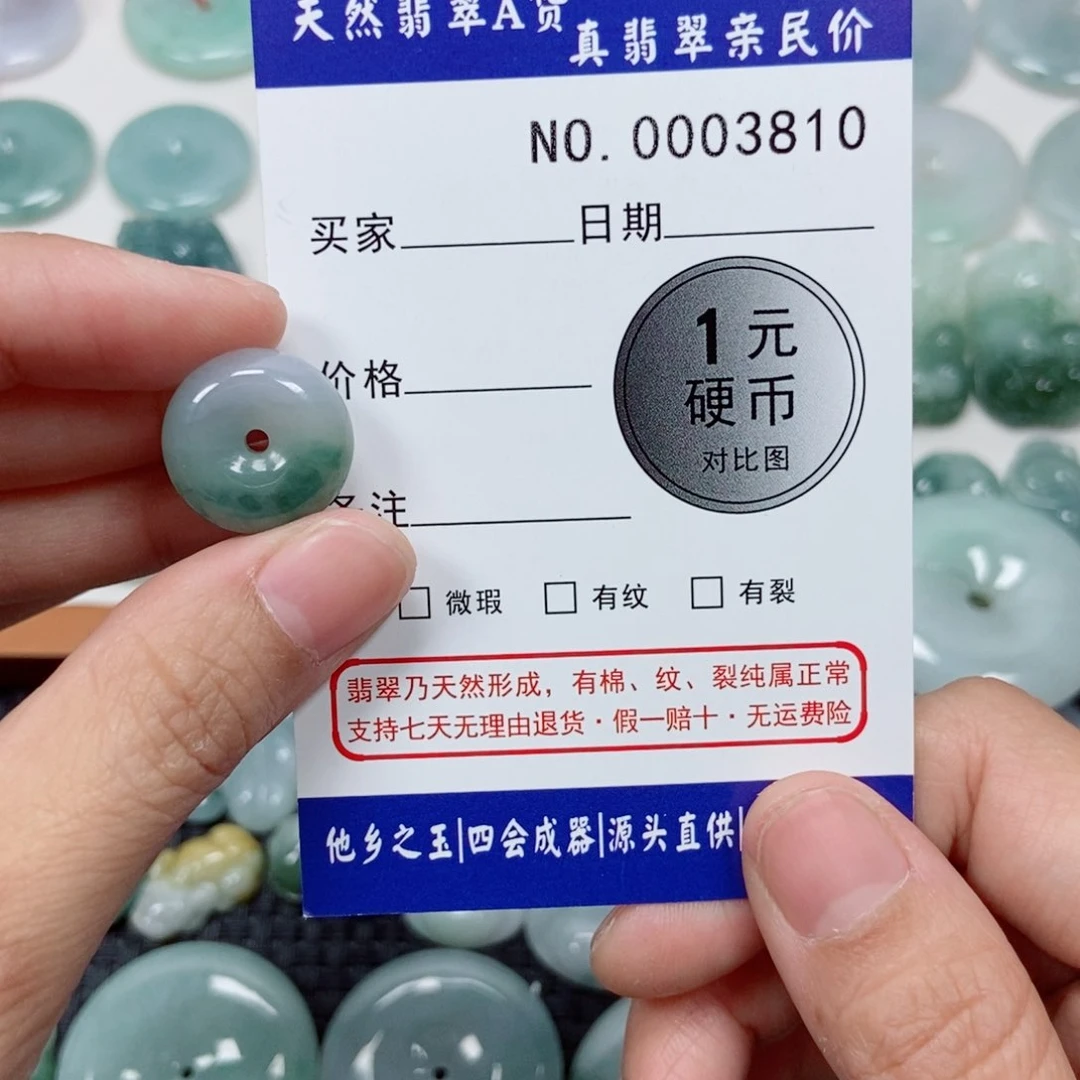 天然翡翠A货
真翡翠亲民价
NO.0003810
买家 日期
1元
硬币
对比图
价格
备注
微瑕 有纹 有裂
翡翠乃天然形成，有棉、纹、裂纯属正常
支持七天无理由退货·假一赔十·无运费险
他乡之玉|四会成器|源头直供|